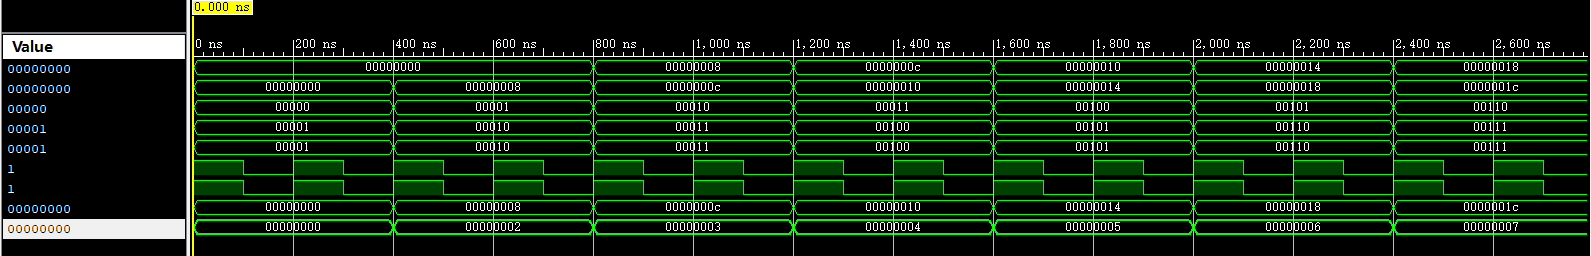 0.000 ns
Value
0 ns 200 ns 400 ns 600 ns 800 ns 1,000 ns 1,200 ns 1,400 ns 1,600 ns 1,800 ns 2,000 ns 2,200 ns 2,400 ns 2,600 ns
00000000 00000000 00000008 0000000c 00000010 00000014 00000018
00000000 00000000 00000008 0000000c 00000010 00000014 00000018 0000001c
00000 00000 00001 00010 00011 00100 00101 00110
00001 00001 00010 00011 00100 00101 00110 00111
00001 00001 00010 00011 00100 00101 00110 00111
1
1
00000000 00000000 00000008 0000000c 00000010 00000014 00000018 0000001c
00000000 00000000 00000002 00000003 00000004 00000005 00000006 00000007